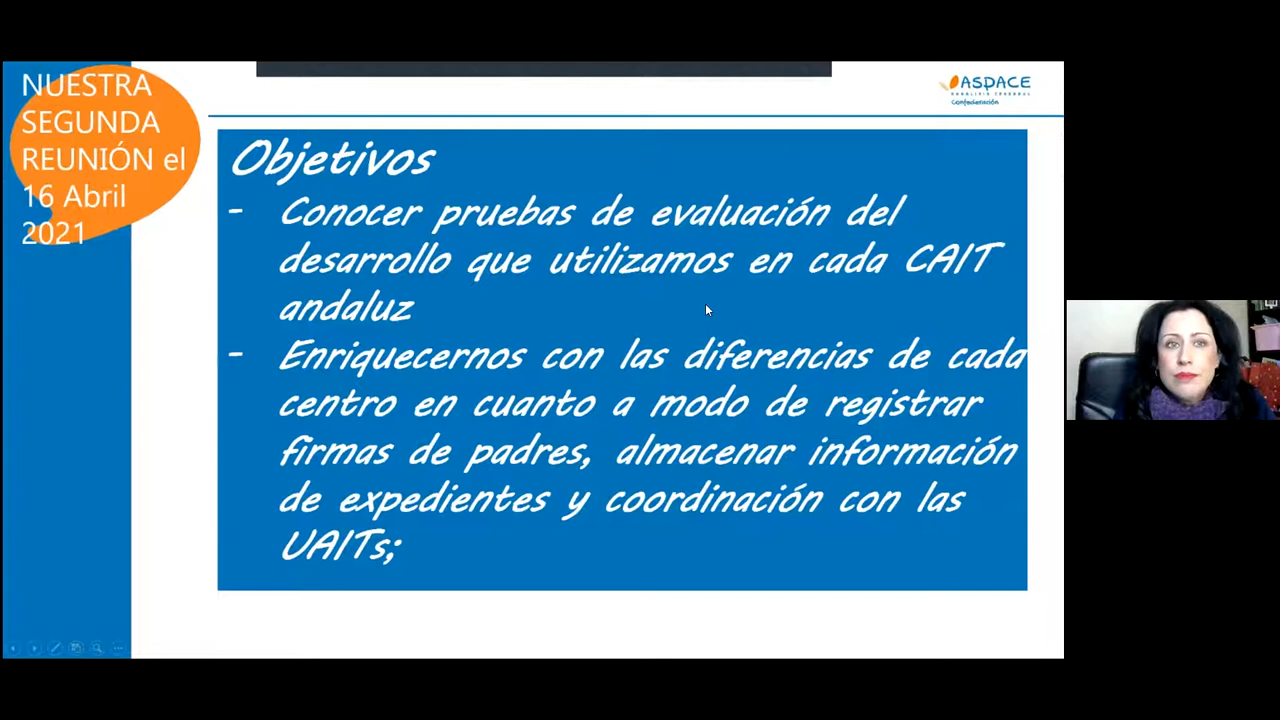 NUESTRA
SEGUNDA
REUNIÓN el
16 Abril
2021
ASPACE
Confederación
Objetivos
- Conocer pruebas de evaluación del
desarrollo que utilizamos en cada CAIT
andaluz
- Enriquecernos con las diferencias de cada
centro en cuanto a modo de registrar
firmas de padres, almacenar información
de expedientes y coordinación con las
UAITs;